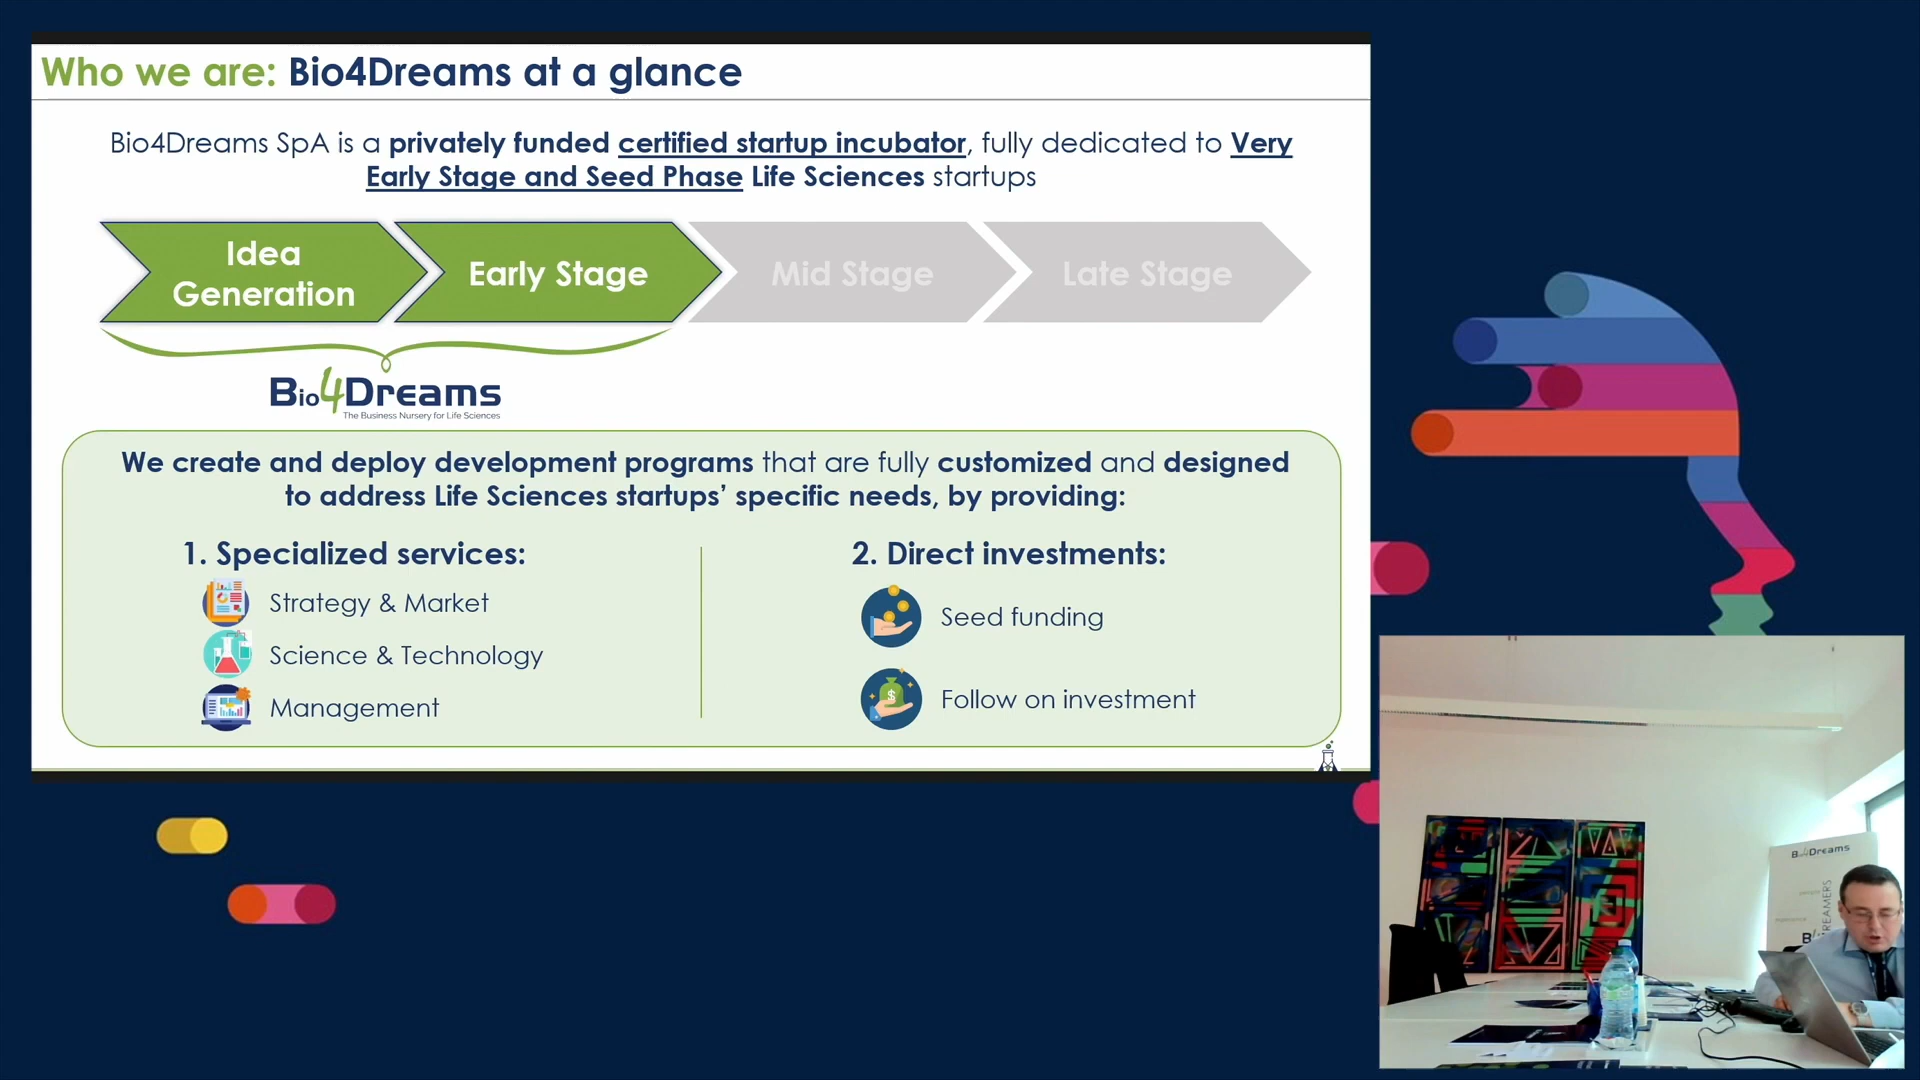 Who we are: Bio4Dreams at a glance
Bio4Dreams SpA is a privately funded certified startup incubator, fully dedicated to Very
Early Stage and Seed Phase Life Sciences startups
Idea
Generation
Early Stage
Mid Stage
Late Stage
Bio4Dreams
The Business Nursery for Life Sciences
We create and deploy development programs that are fully customized and designed
to address Life Sciences startups’ specific needs, by providing:
1. Specialized services:
Strategy & Market
Science & Technology
Management
2. Direct investments:
Seed funding
Follow on investment
Bio4Dreams